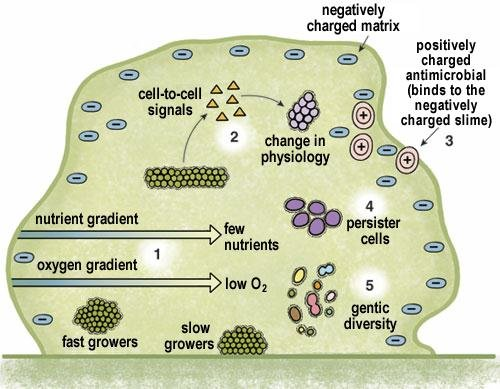 negatively
charged matrix
positively
charged
antimicrobial
(binds to the
negatively
charged slime)
3
cell-to-cell
signals
2
change in
physiology
4
persister
cells
nutrient gradient
few
nutrients
1
oxygen gradient
low O₂
5
gentic
diversity
fast growers
slow
growers